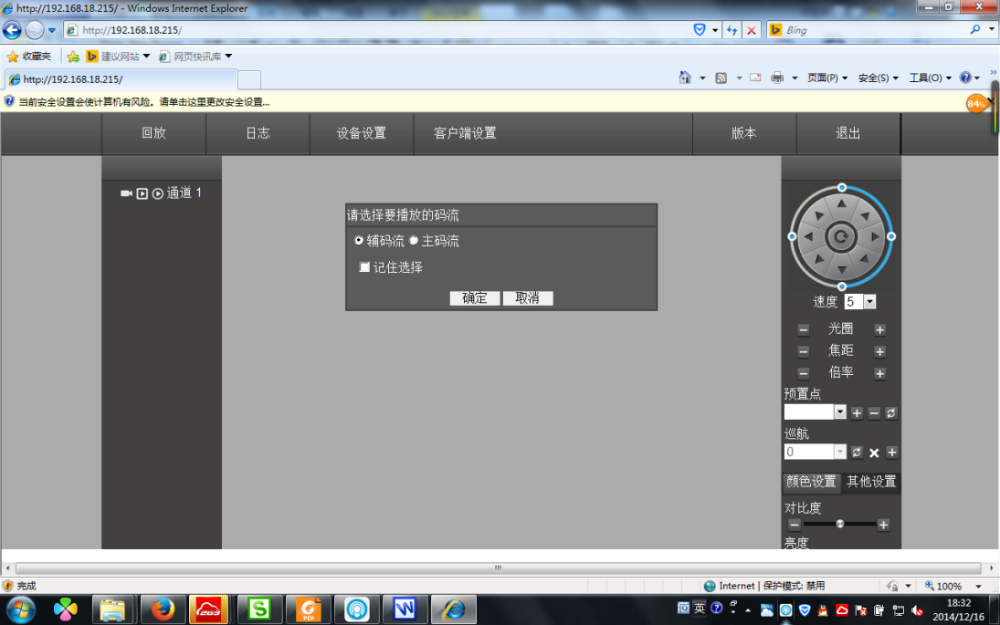 http://192.168.18.215/ - Windows Internet Explorer
http://192.168.18.215/
Bing
收藏夹
建议网站
网页快讯库
http://192.168.18.215/
页面(P)
安全(S)
工具(O)
当前安全设置会使计算机有风险。请单击这里更改安全设置...
84%
回放
日志
设备设置
客户端设置
版本
退出
通道 1
请选择要播放的码流
辅码流
主码流
记住选择
确定
取消
速度
5
光圈
焦距
倍率
预置点
巡航
0
颜色设置
其他设置
对比度
亮度
完成
Internet | 保护模式: 禁用
100%
PDF
S
W
英
18:32
2014/12/16